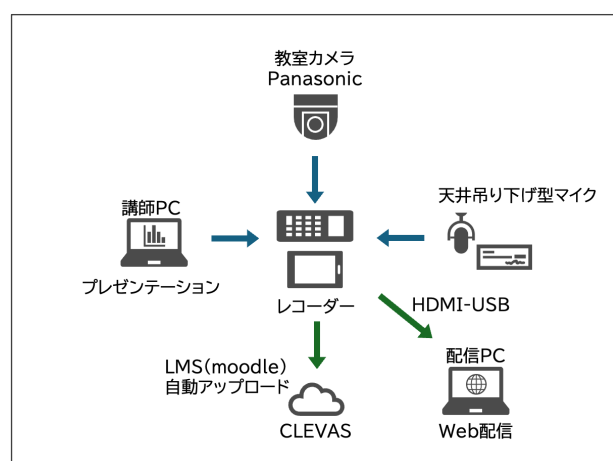 教室カメラ
Panasonic
天井吊り下げ型マイク
講師PC
プレゼンテーション
レコーダー
HDMI-USB
LMS(moodle)
自動アップロード
CLEVAS
配信PC
Web配信